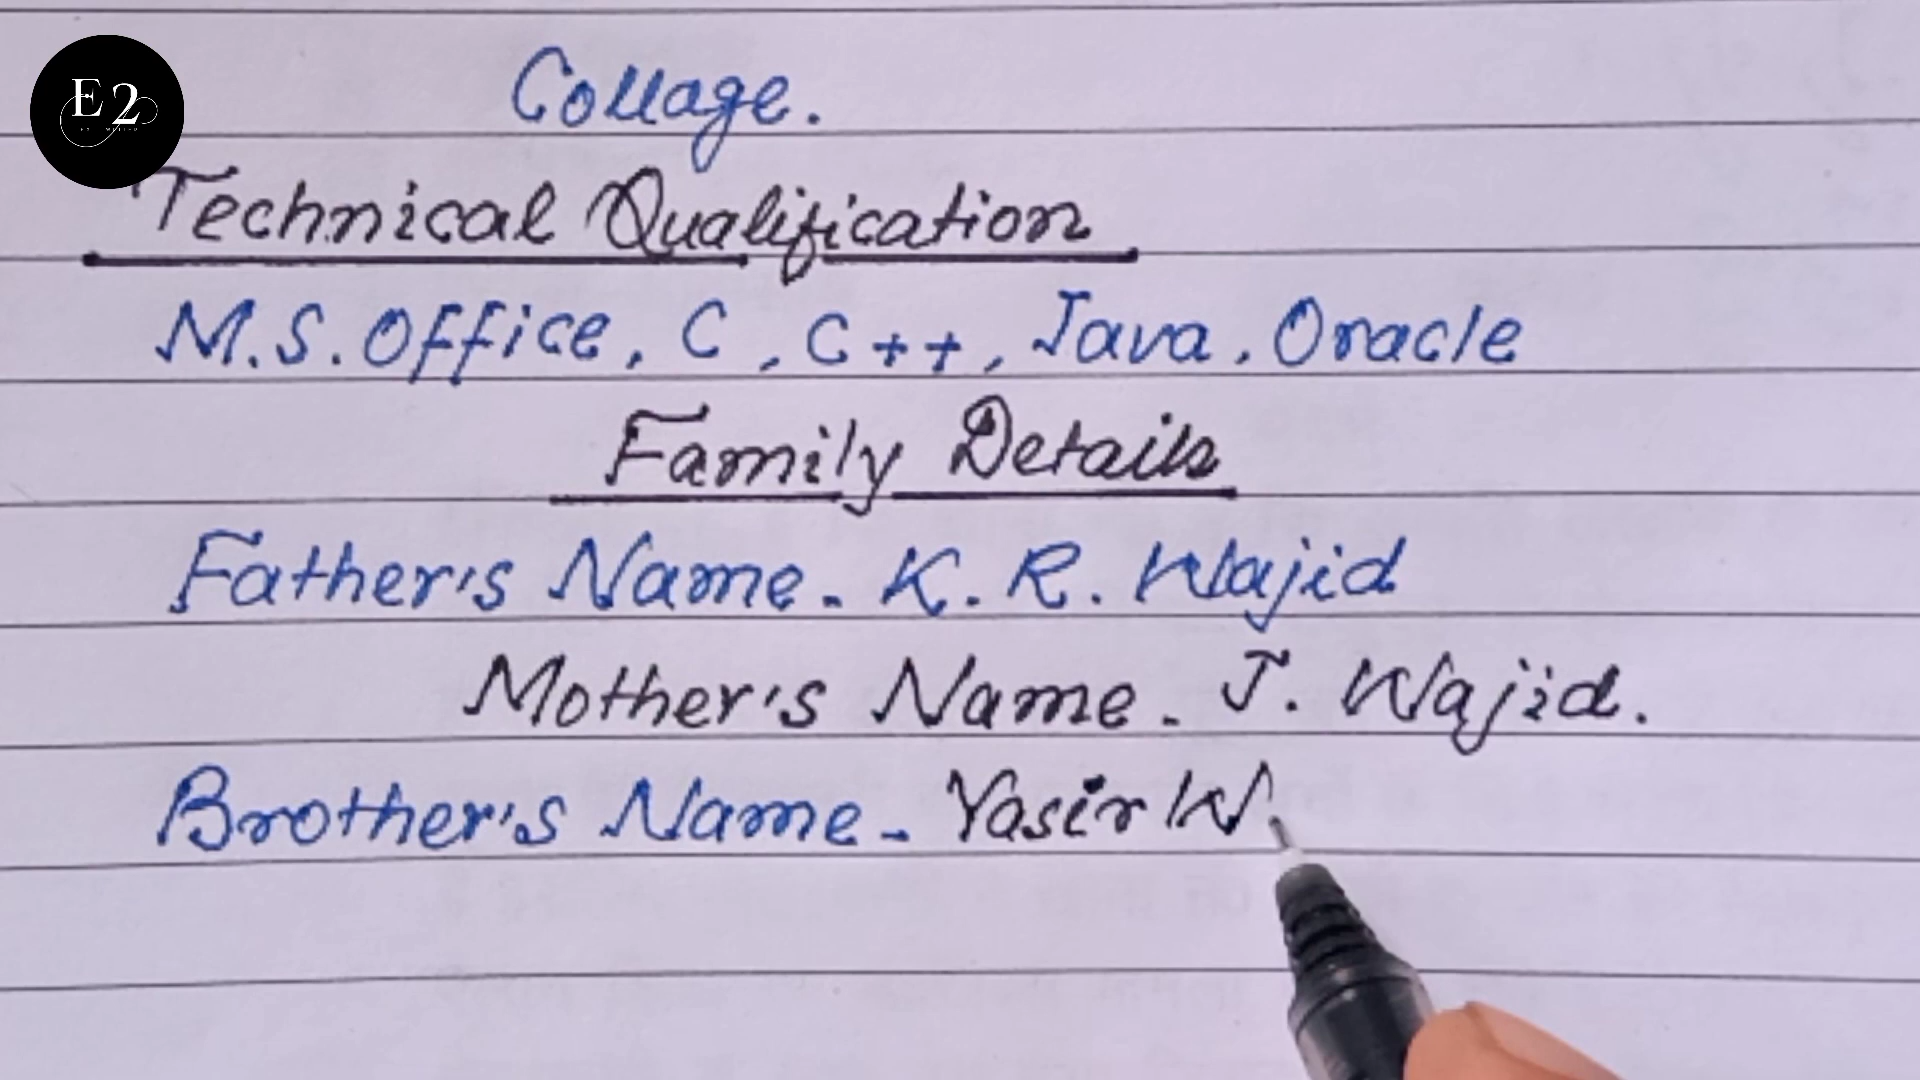 E2
Collage.
Technical Qualification
M.S. Office, C, C++, Java, Oracle
Family Details
Father's Name - K. R. Wajid
Mother's Name - J. Wajid.
Brother's Name - Yasir W